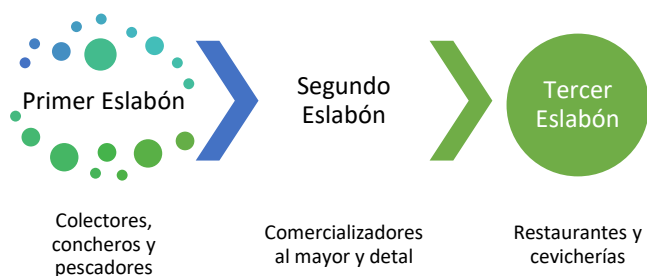 Primer Eslabón
Segundo
Eslabón
Tercer
Eslabón
Colectores,
concheros y
pescadores
Comercializadores
al mayor y detal
Restaurantes y
cevicherías